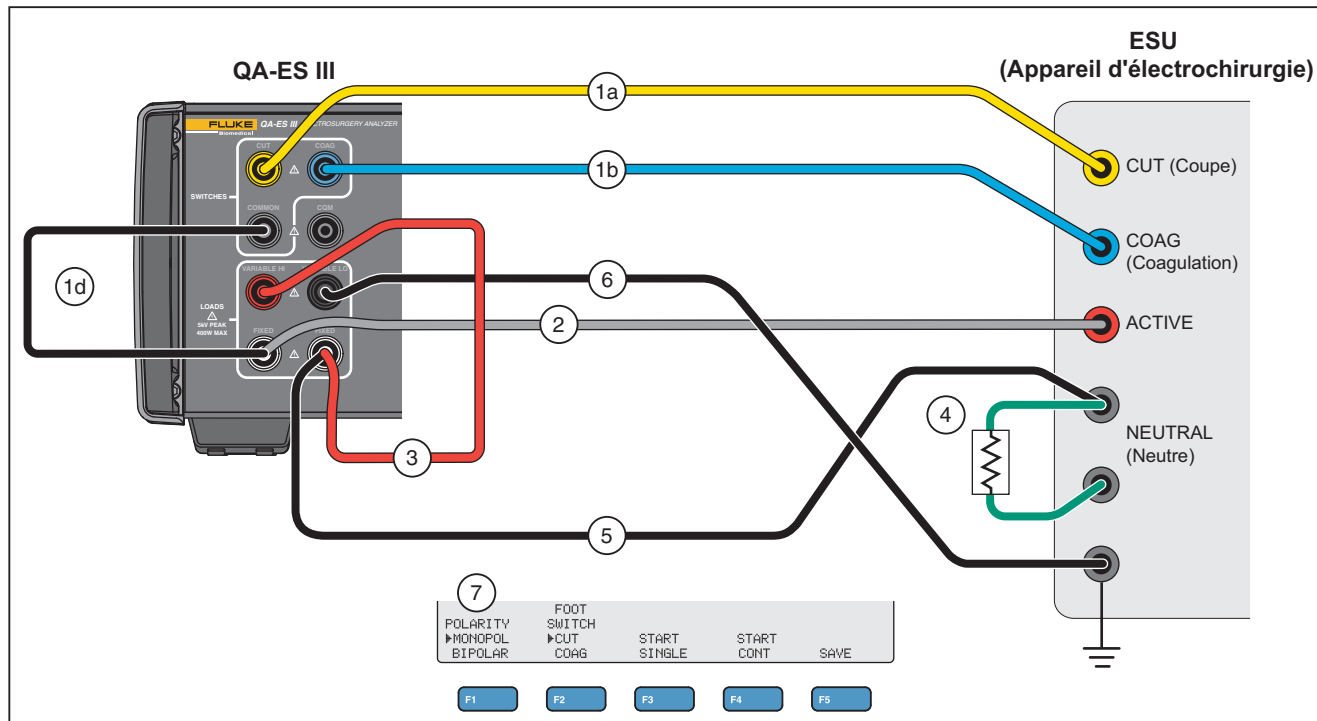 QA-ES III
ESU
(Appareil d'électrochirurgie)
1a
FLUKE
Biomedical
QA-ES III
CTROSURGERY ANALYZER
CUT
COAG
CUT (Coupe)
1b
SWITCHES
COMMON
COM
COAG
(Coagulation)
1d
VARIABLE HI
LO
6
LOADS
5kV PEAK
400W MAX
2
ACTIVE
FIXED
FIXED
4
NEUTRAL
(Neutre)
3
5
7
FOOT
POLARITY SWITCH
MONOPOL CUT START START
BIPOLAR COAG SINGLE CONT SAVE
F1 F2 F3 F4 F5